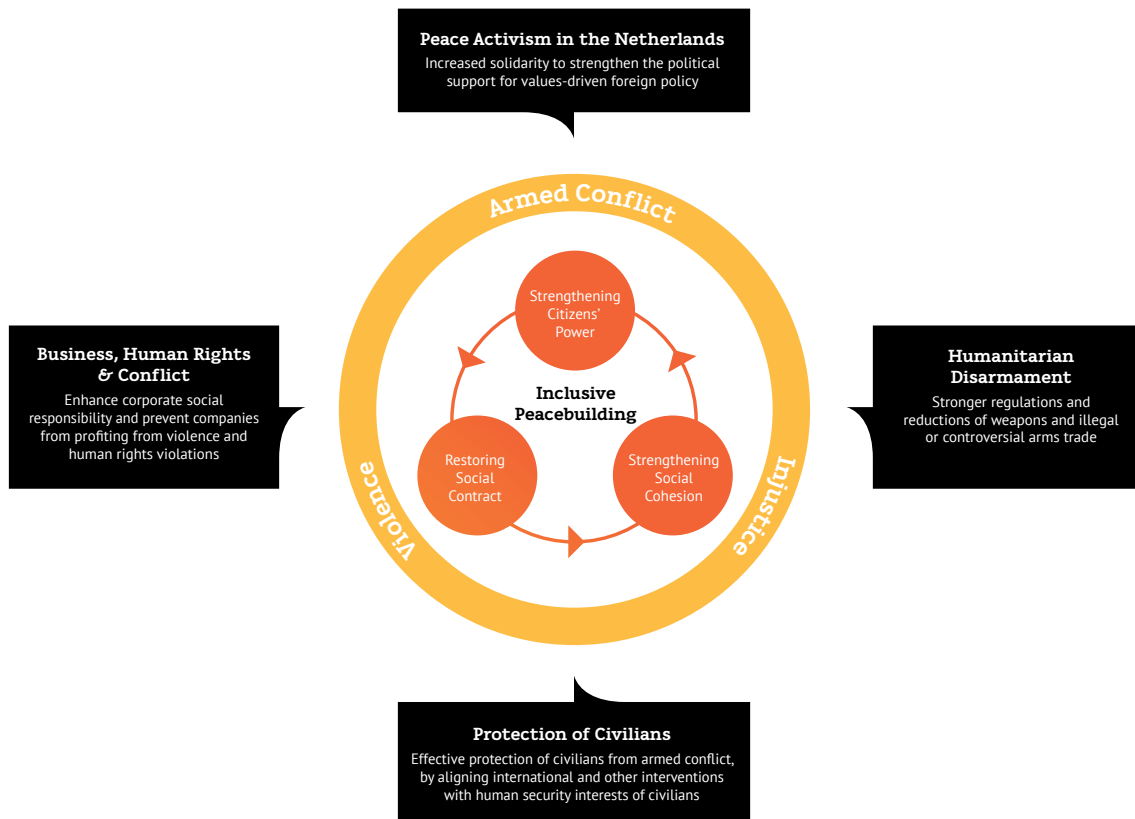 Peace Activism in the Netherlands
Increased solidarity to strengthen the political
support for values-driven foreign policy
Armed Conflict
Strengthening
Citizens'
Power
Business, Human Rights
& Conflict
Enhance corporate social
responsibility and prevent companies
from profiting from violence and
human rights violations
Inclusive
Peacebuilding
Humanitarian
Disarmament
Stronger regulations and
reductions of weapons and illegal
or controversial arms trade
Restoring
Social
Contract
Strengthening
Social
Cohesion
Violence
Injustice
Protection of Civilians
Effective protection of civilians from armed conflict,
by aligning international and other interventions
with human security interests of civilians